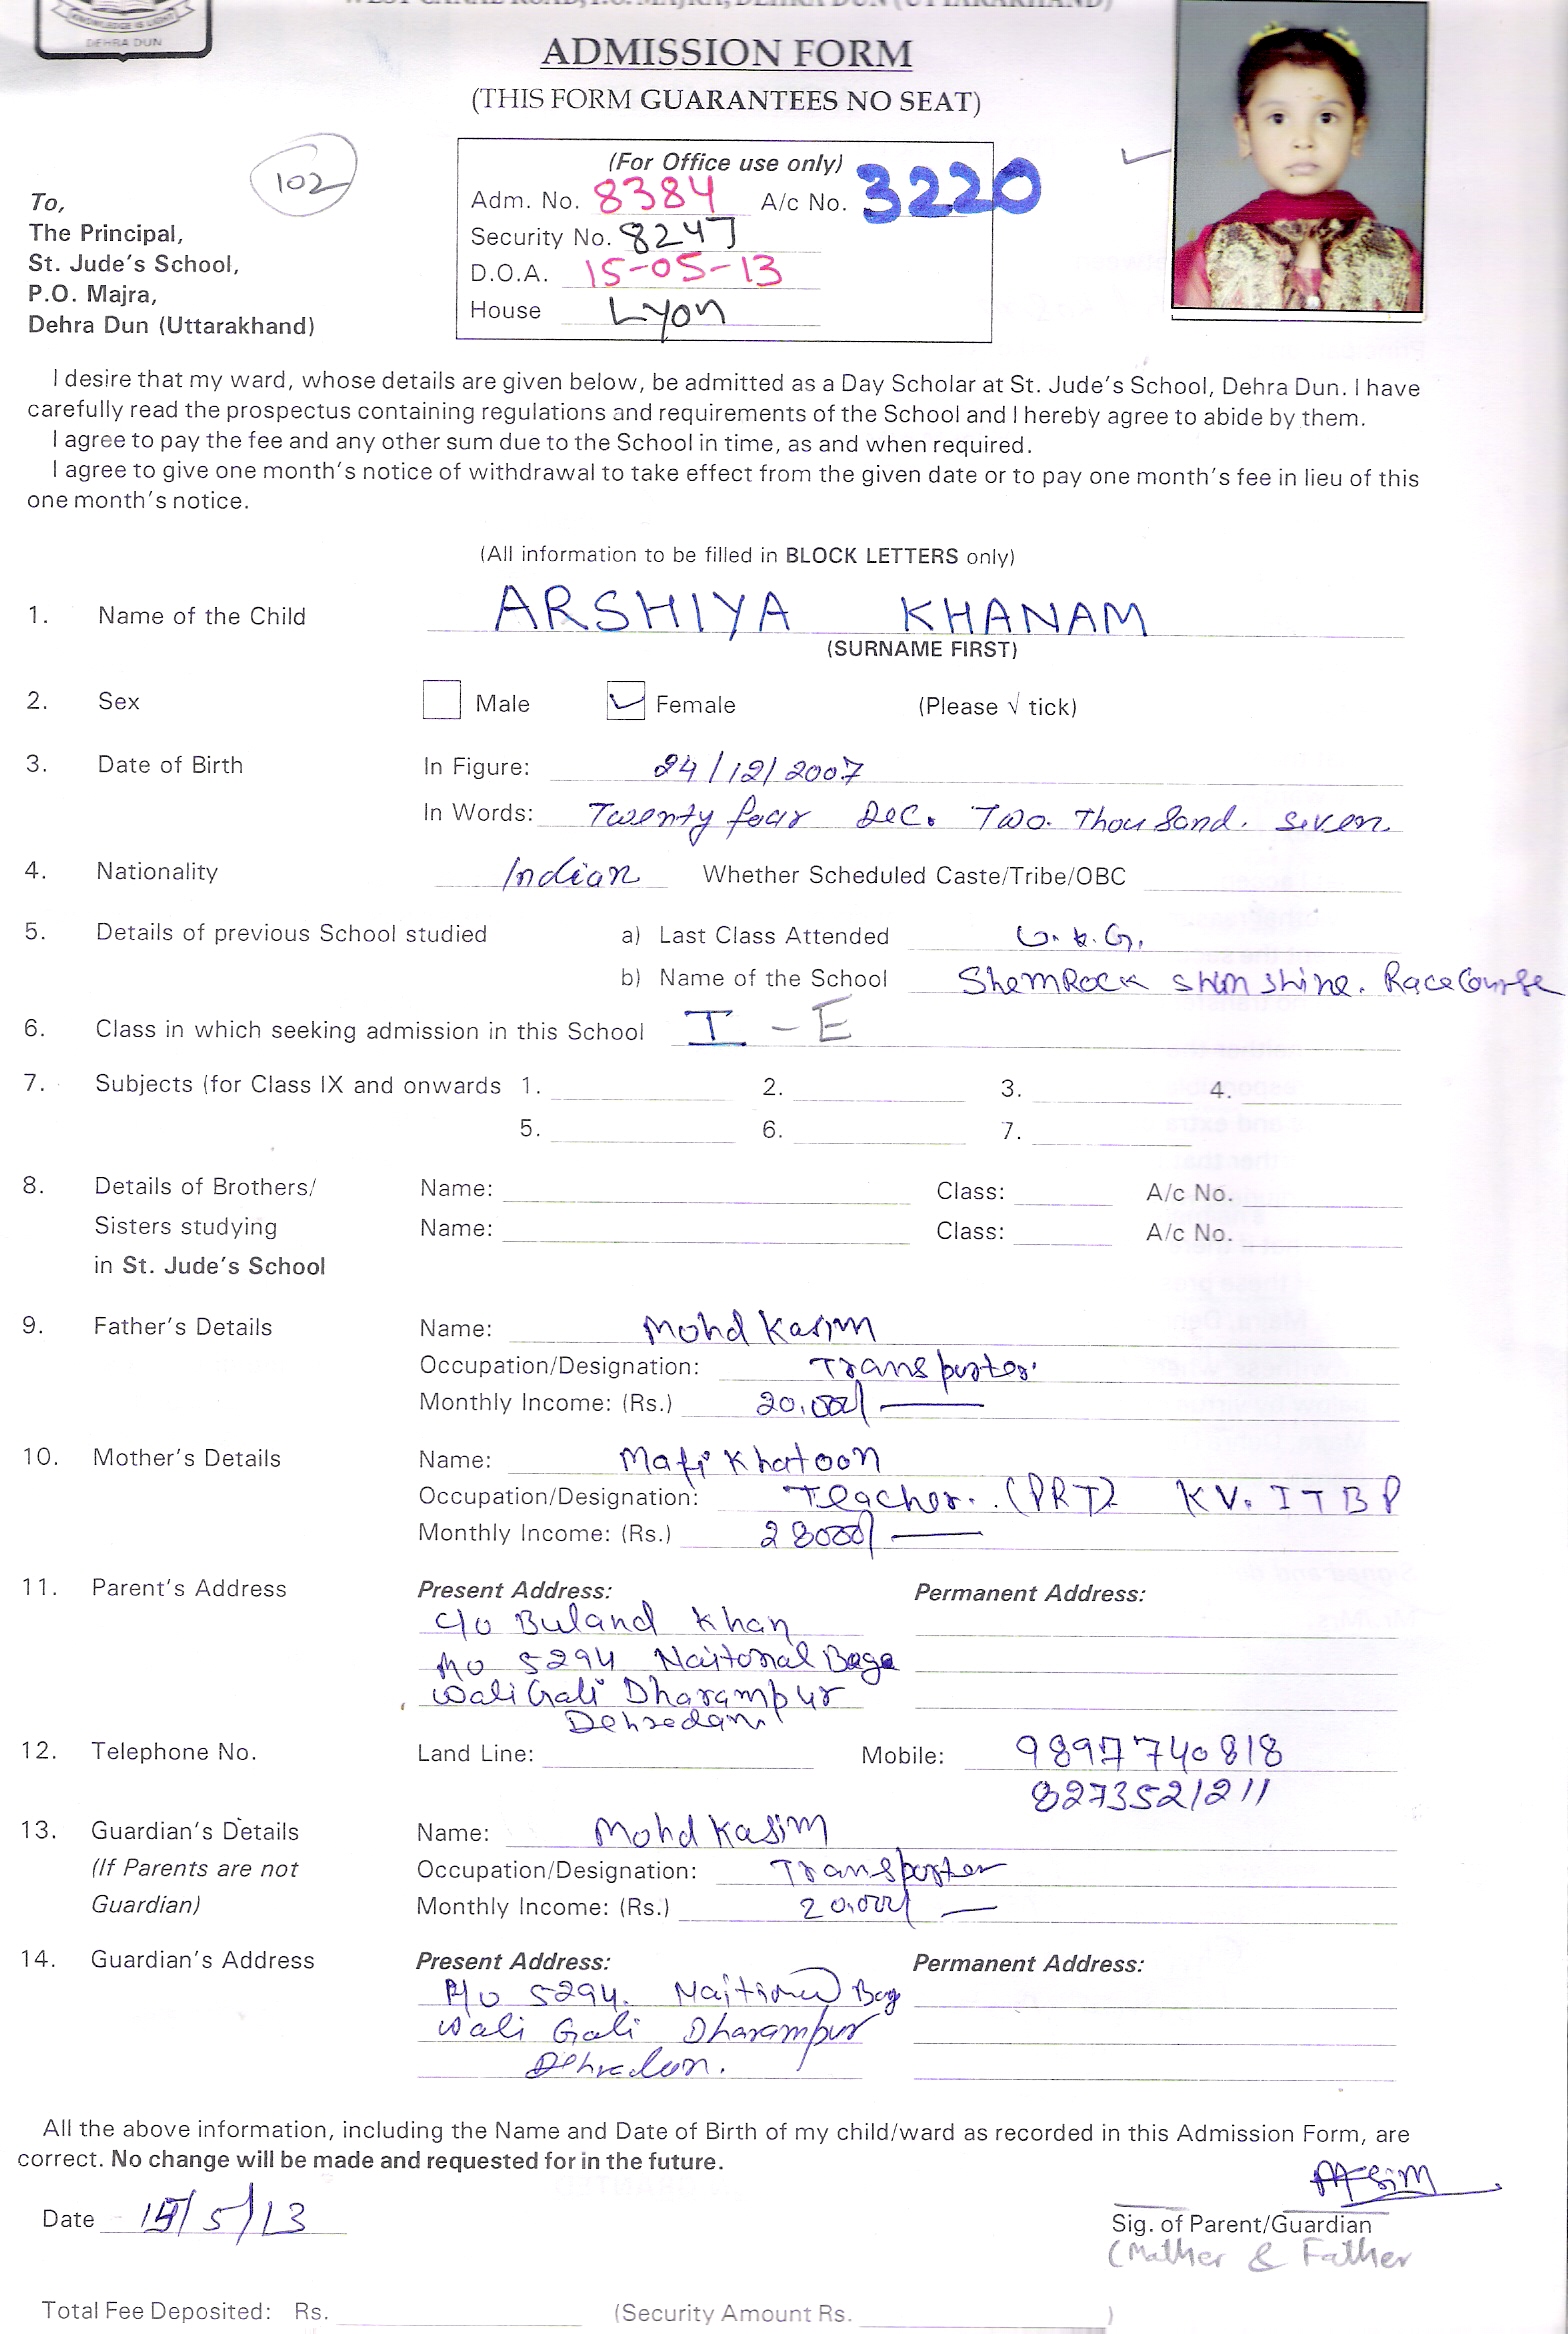 KNOWLEDGE IS LIGHT
DEHRA DUN
WEST CANAL ROAD, P.O. MAJRA, DEHRA DUN (UTTARAKHAND)
ADMISSION FORM
(THIS FORM GUARANTEES NO SEAT)
102
To,
The Principal,
St. Jude's School,
P.O. Majra,
Dehra Dun (Uttarakhand)
(For Office use only)
Adm. No. 8384 A/c No. 3220
Security No. 8247
D.O.A. 15-05-13
House Lyon
I desire that my ward, whose details are given below, be admitted as a Day Scholar at St. Jude's School, Dehra Dun. I have
carefully read the prospectus containing regulations and requirements of the School and I hereby agree to abide by them.
I agree to pay the fee and any other sum due to the School in time, as and when required.
I agree to give one month's notice of withdrawal to take effect from the given date or to pay one month's fee in lieu of this
one month's notice.
(All information to be filled in BLOCK LETTERS only)
1. Name of the Child ARSHIYA KHANAM
(SURNAME FIRST)
2. Sex Male Female (Please √ tick)
3. Date of Birth In Figure: 24/12/2007
In Words: Twenty four Dec. Two Thousand. seven
4. Nationality Indian Whether Scheduled Caste/Tribe/OBC
5. Details of previous School studied a) Last Class Attended U.K.G.
b) Name of the School ShemRock shun shine. RaceCourse
6. Class in which seeking admission in this School I - E
7. Subjects (for Class IX and onwards 1. 2. 3. 4.
5. 6. 7.
8. Details of Brothers/ Name: Class: A/c No.
Sisters studying Name: Class: A/c No.
in St. Jude's School
9. Father's Details Name: Mohd Kasim
Occupation/Designation: Transporter.
Monthly Income: (Rs.) 20,000/-
10. Mother's Details Name: Mafi Khatoon
Occupation/Designation: Teacher. (PRT) KV. ITBP
Monthly Income: (Rs.) 28000/-
11. Parent's Address Present Address: Permanent Address:
C/o Buland Khan
5294 Naitonal Baga
Wali Gali Dharampur
Dehredam
12. Telephone No. Land Line: Mobile: 9897740818
8273521211
13. Guardian's Details Name: Mohd Kasim
(If Parents are not Occupation/Designation: Transporter
Guardian) Monthly Income: (Rs.) 20,000/-
14. Guardian's Address Present Address: Permanent Address:
5294. Bag
Wali Gali Dharampur
Dehradun.
All the above information, including the Name and Date of Birth of my child/ward as recorded in this Admission Form, are
correct. No change will be made and requested for in the future.
Date 15/5/13
Sig. of Parent/Guardian
(Mother & Father
Total Fee Deposited: Rs. (Security Amount Rs. )